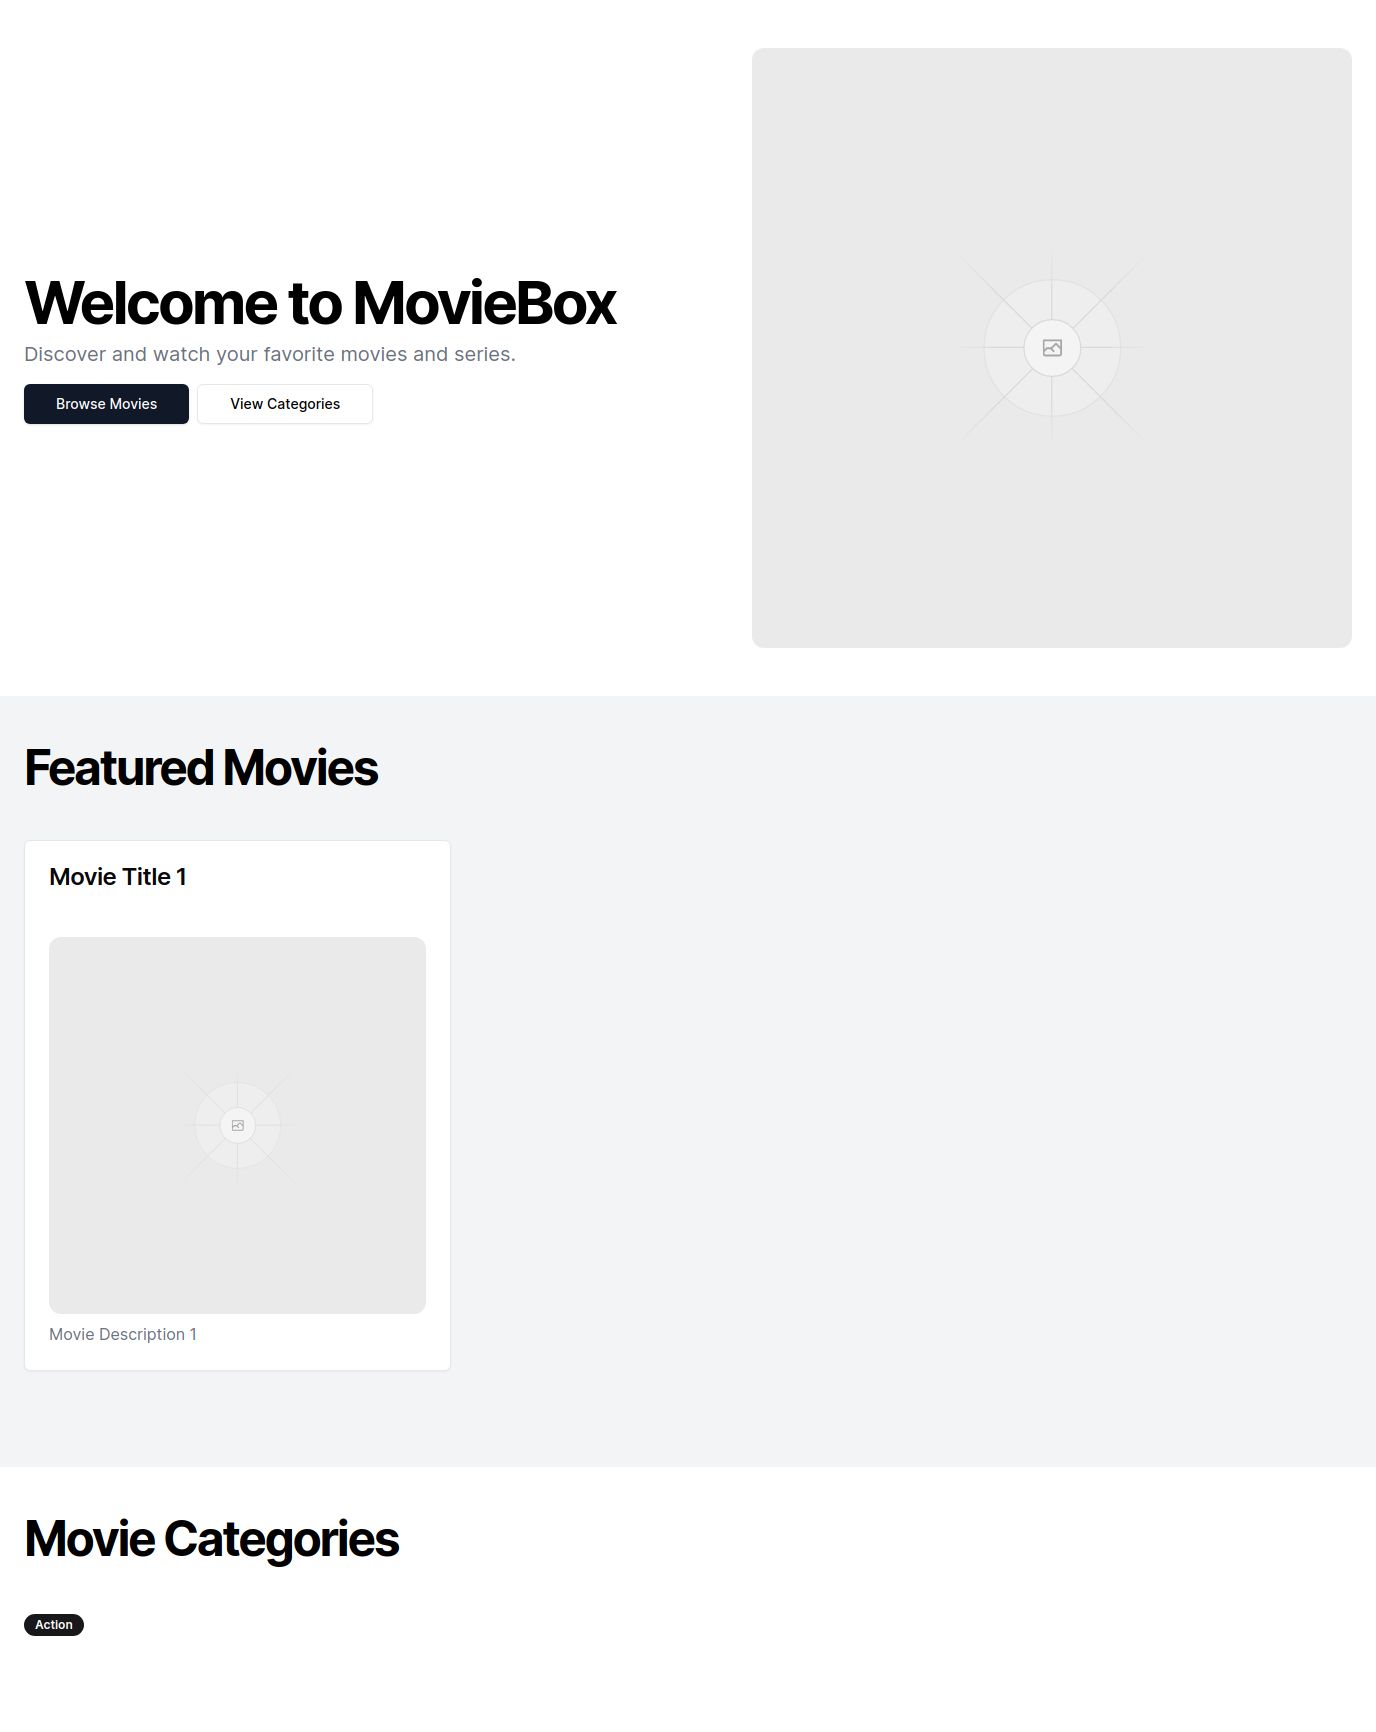 Welcome to MovieBox
Discover and watch your favorite movies and series.
Browse Movies
View Categories
Featured Movies
Movie Title 1
Movie Description 1
Movie Categories
Action